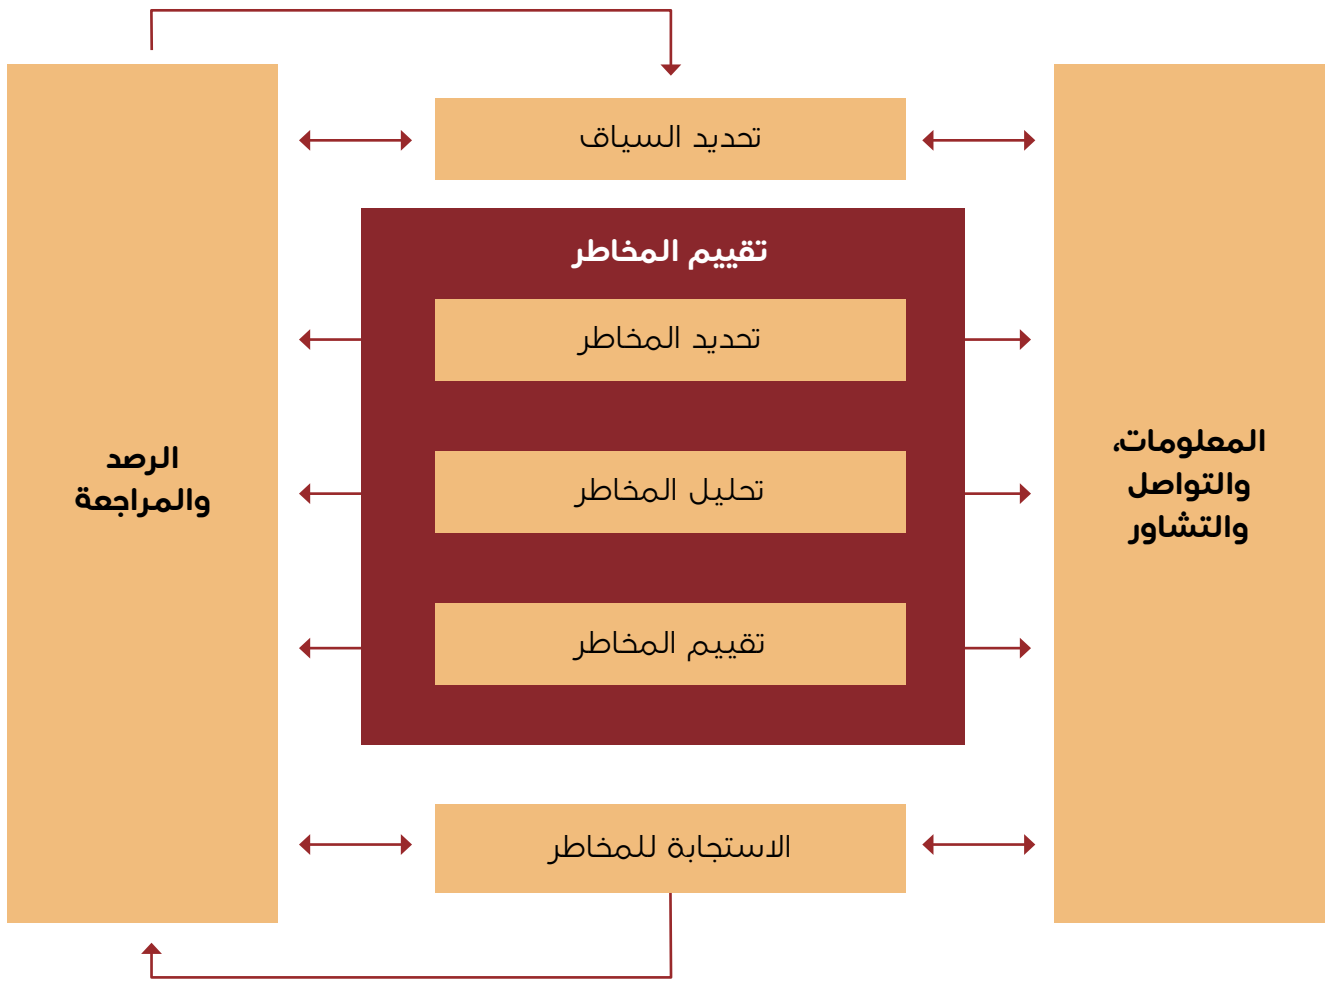 تحديد السياق
تقييم المخاطر
تحديد المخاطر
تحليل المخاطر
تقييم المخاطر
الاستجابة للمخاطر
المعلومات،
والتواصل
والتشاور
الرصد
والمراجعة